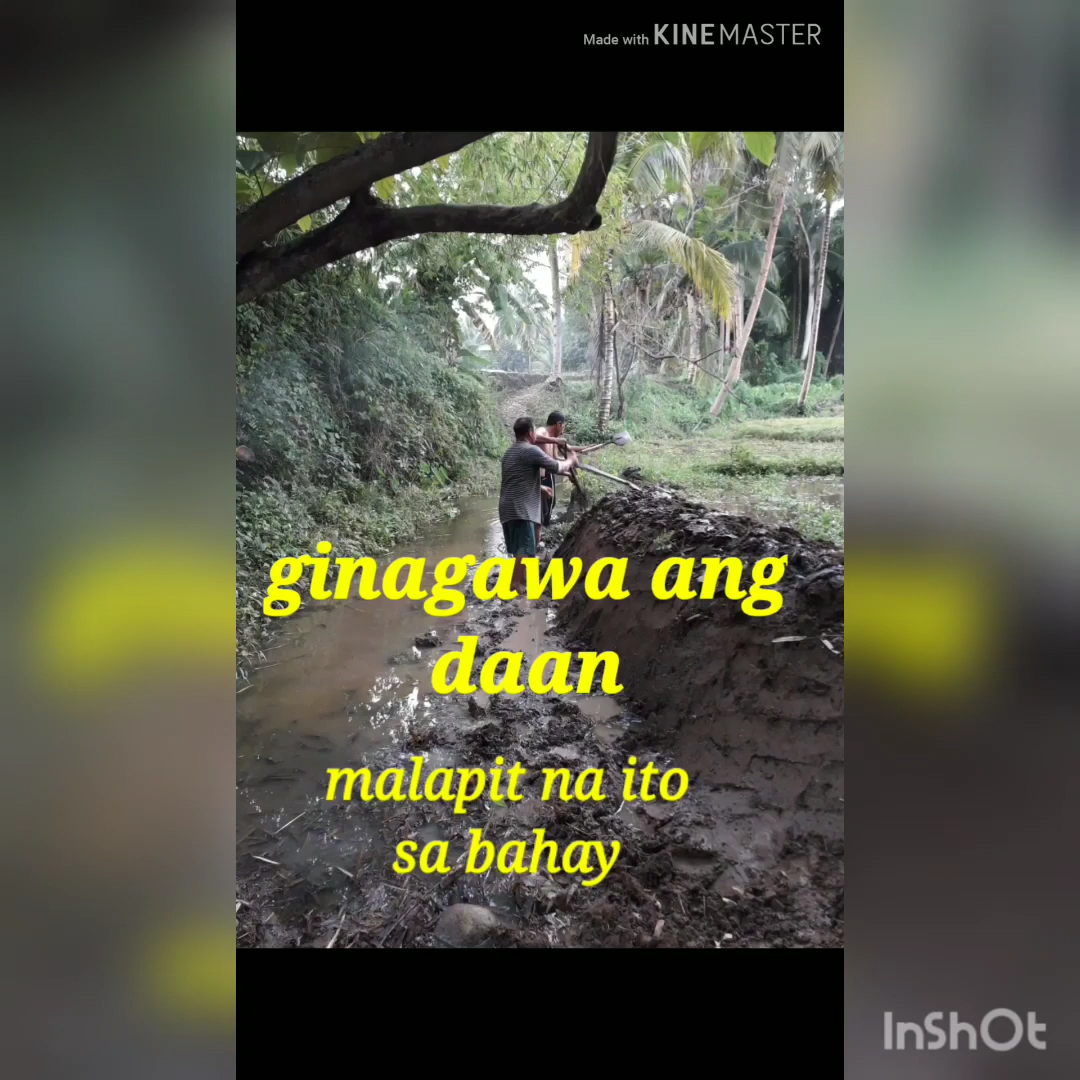 Made with KINEMASTER
ginagawa ang
daan
malapit na ito
sa bahay
InShOt